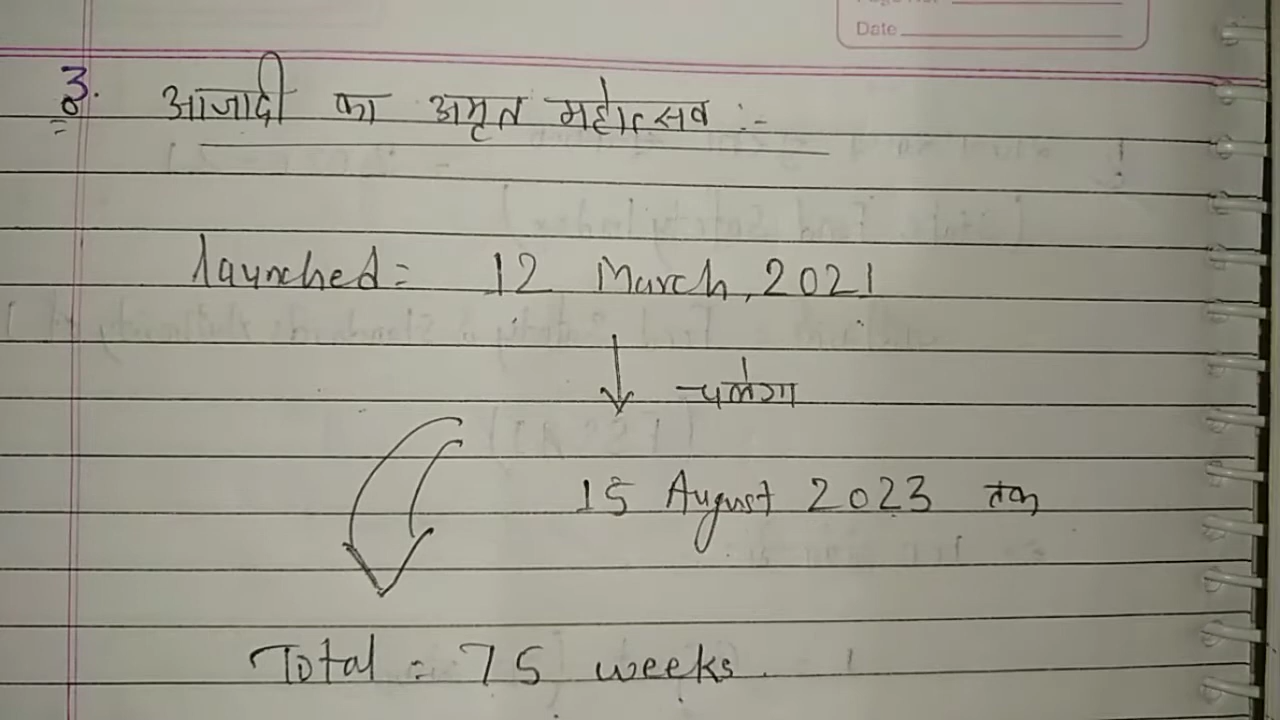 Date
3. आजादी का अमृत महोत्सव :-
launched = 12 March, 2021
चलेगा
15 August 2023 तक
Total = 75 weeks.